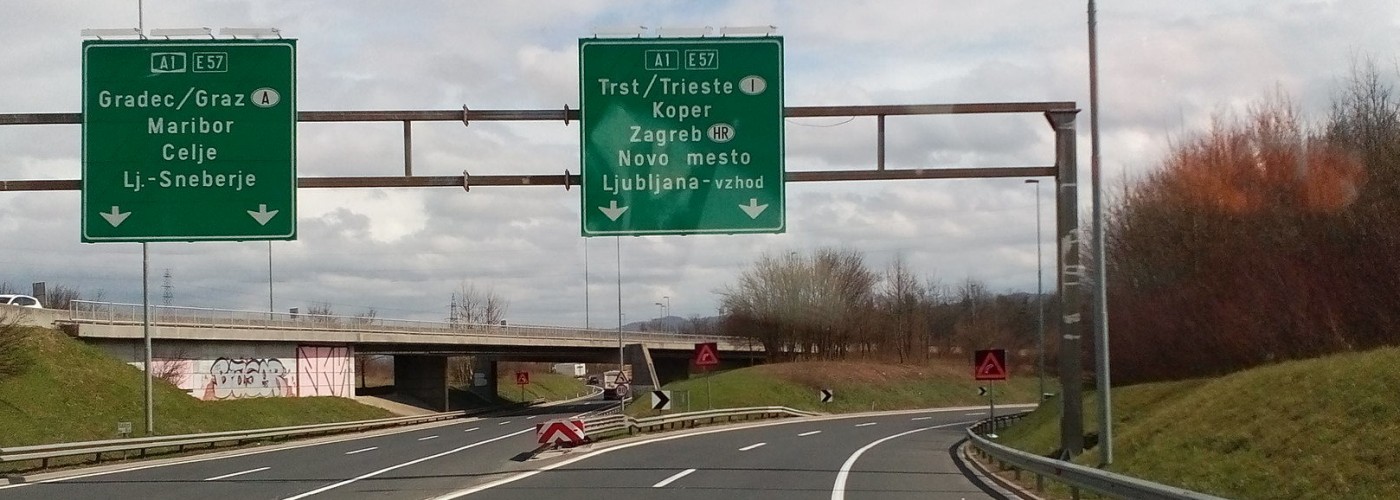 A1 E57
Gradec/Graz A
Maribor
Celje
Lj.-Sneberje
A1 E57
Trst/Trieste I
Koper
Zagreb HR
Novo mesto
Ljubljana-vzhod